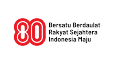 80
Bersatu Berdaulat
Rakyat Sejahtera
Indonesia Maju